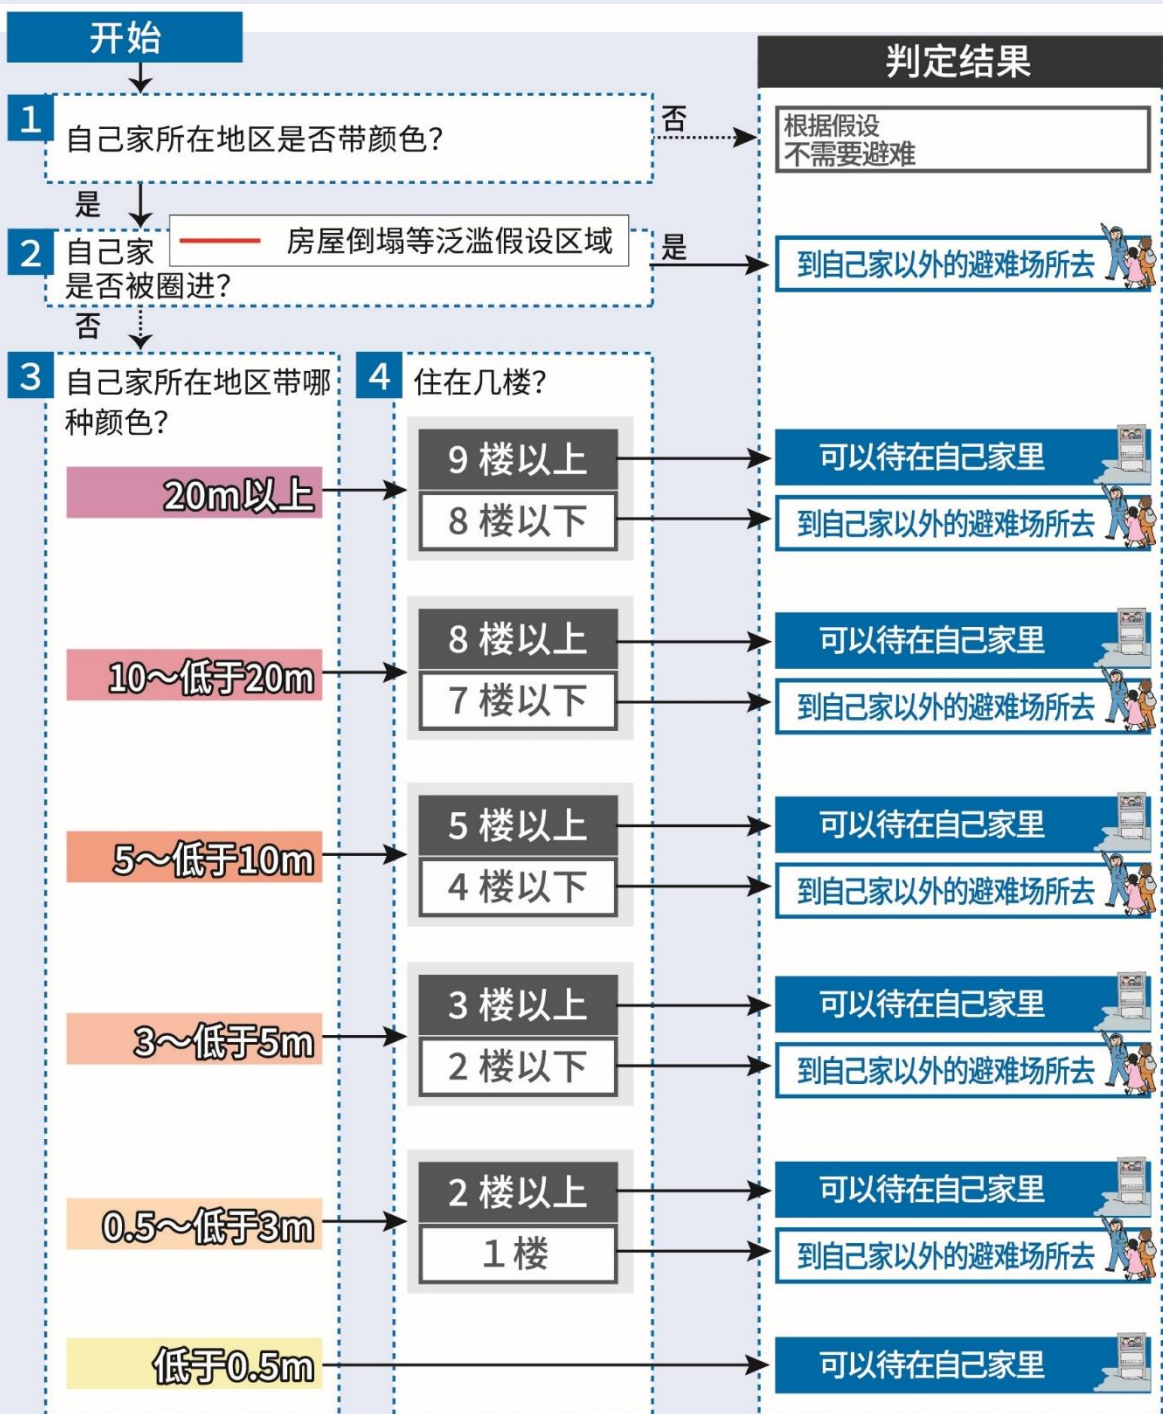 开始
判定结果
1
自己家所在地区是否带颜色?
否
根据假设
不需要避难
是
2
自己家
房屋倒塌等泛滥假设区域
是否被圈进?
是
到自己家以外的避难场所去
否
3
自己家所在地区带哪
种颜色?
4
住在几楼?
20m以上
9 楼以上
可以待在自己家里
8 楼以下
到自己家以外的避难场所去
10～低于20m
8 楼以上
可以待在自己家里
7 楼以下
到自己家以外的避难场所去
5～低于10m
5 楼以上
可以待在自己家里
4 楼以下
到自己家以外的避难场所去
3～低于5m
3 楼以上
可以待在自己家里
2 楼以下
到自己家以外的避难场所去
0.5～低于3m
2 楼以上
可以待在自己家里
1 楼
到自己家以外的避难场所去
低于0.5m
可以待在自己家里